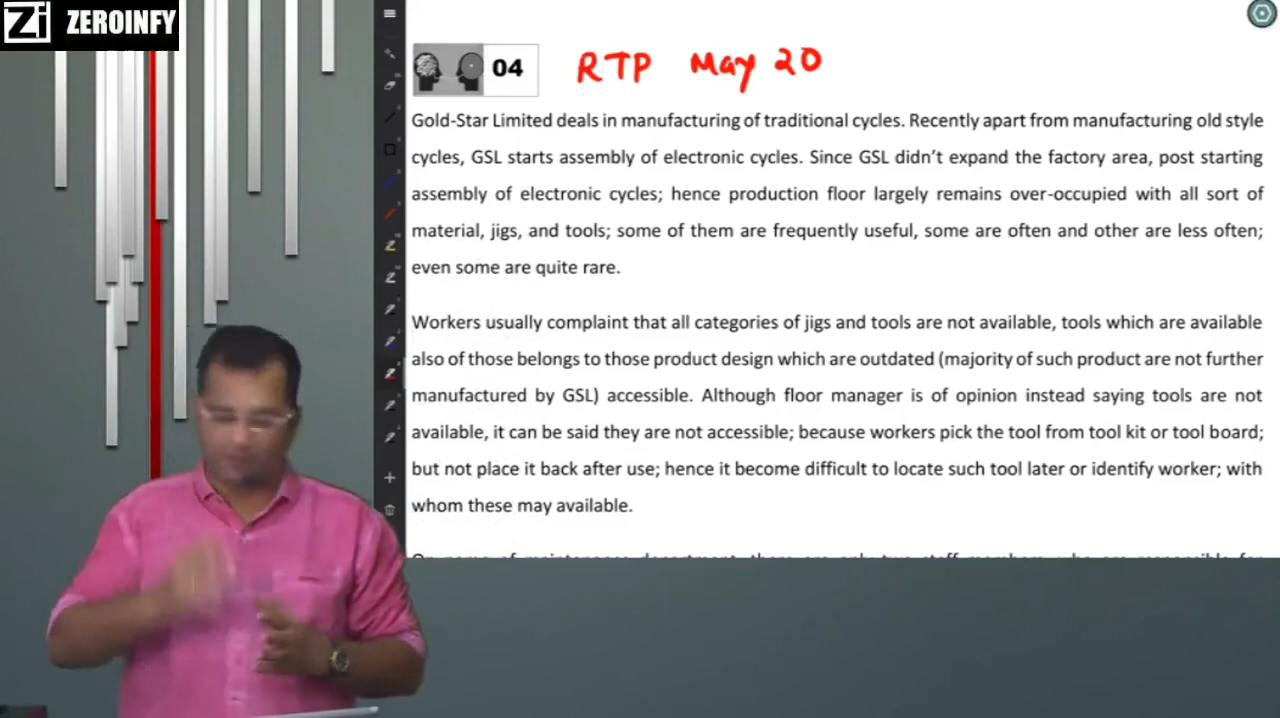 Zi ZEROINFY
04 RTP May 20
Gold-Star Limited deals in manufacturing of traditional cycles. Recently apart from manufacturing old style
cycles, GSL starts assembly of electronic cycles. Since GSL didn't expand the factory area, post starting
assembly of electronic cycles; hence production floor largely remains over-occupied with all sort of
material, jigs, and tools; some of them are frequently useful, some are often and other are less often;
even some are quite rare.
Workers usually complaint that all categories of jigs and tools are not available, tools which are available
also of those belongs to those product design which are outdated (majority of such product are not further
manufactured by GSL) accessible. Although floor manager is of opinion instead saying tools are not
available, it can be said they are not accessible; because workers pick the tool from tool kit or tool board;
but not place it back after use; hence it become difficult to locate such tool later or identify worker; with
whom these may available.